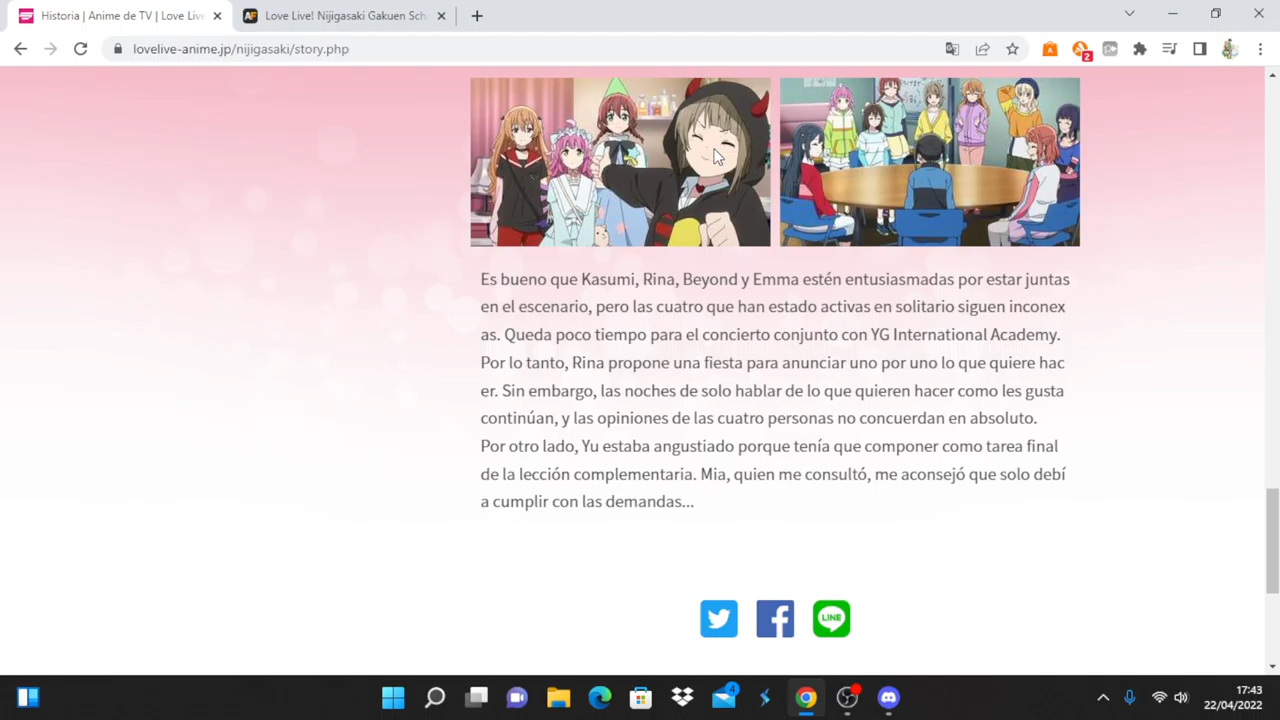 Historia | Anime de TV | Love Live
Love Live! Nijigasaki Gakuen Sch
lovelive-anime.jp/nijigasaki/story.php
2
Es bueno que Kasumi, Rina, Beyond y Emma estén entusiasmadas por estar juntas
en el escenario, pero las cuatro que han estado activas en solitario siguen inconex
as. Queda poco tiempo para el concierto conjunto con YG International Academy.
Por lo tanto, Rina propone una fiesta para anunciar uno por uno lo que quiere hac
er. Sin embargo, las noches de solo hablar de lo que quieren hacer como les gusta
continúan, y las opiniones de las cuatro personas no concuerdan en absoluto.
Por otro lado, Yu estaba angustiado porque tenía que componer como tarea final
de la lección complementaria. Mia, quien me consultó, me aconsejó que solo debí
a cumplir con las demandas...
LINE
4
17:43
22/04/2022